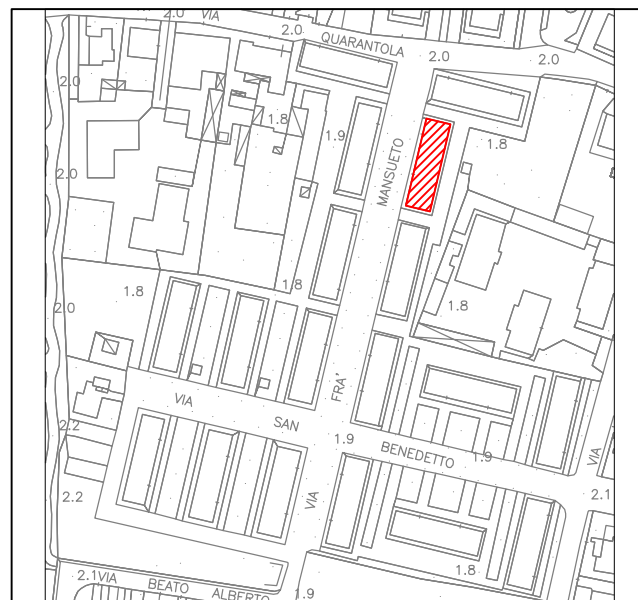 2.0 VIA
2.0
QUARANTOLA
2.0
2.0
2.0
1.8
1.9
1.8
MANSUETO
2.0
1.8
1.8
1.8
2.0
FRA'
VIA
SAN
1.9
BENEDETTO
1.9
2.2
VIA
2.2
VIA
2.1
2.1 VIA
BEATO
ALBERTO
1.9
1.8